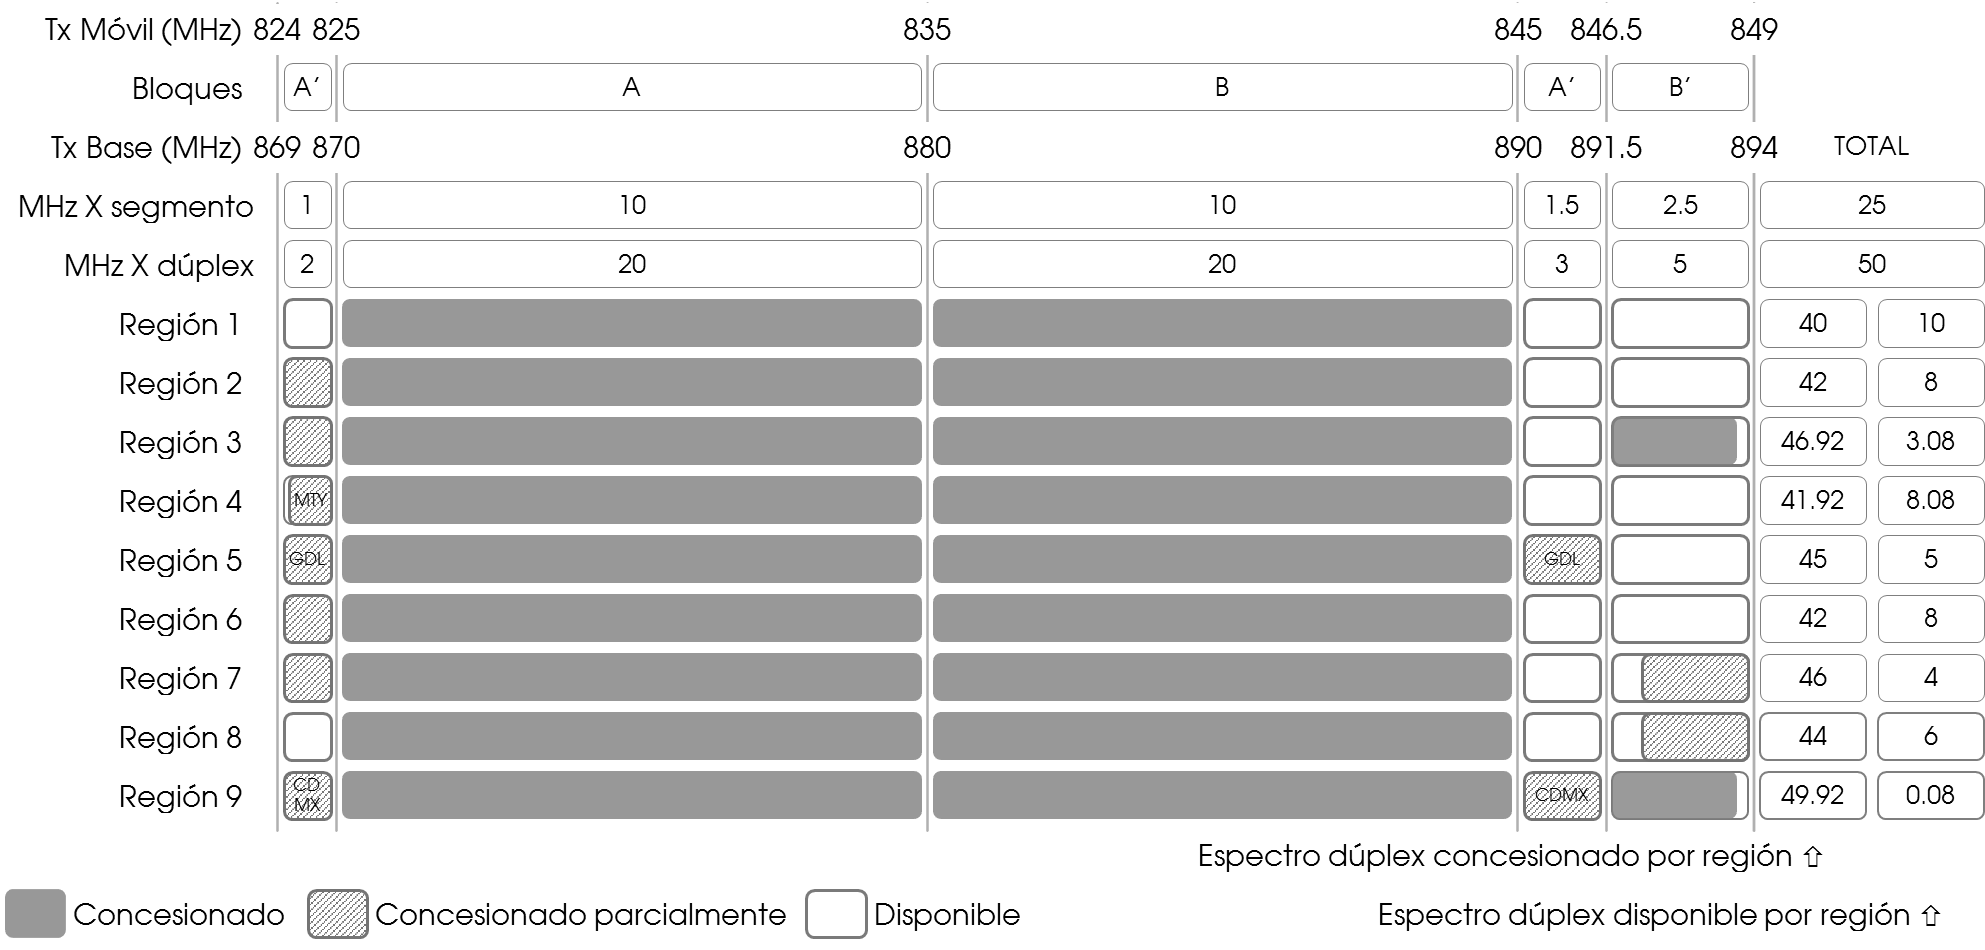 Tx Móvil (MHz) 824 825 835 845 846.5 849
Bloques A´ A B A´ B´
Tx Base (MHz) 869 870 880 890 891.5 894 TOTAL
MHz X segmento 1 10 10 1.5 2.5 25
MHz X dúplex 2 20 20 3 5 50
Región 1 40 10
Región 2 42 8
Región 3 46.92 3.08
Región 4 MTY 41.92 8.08
Región 5 GDL GDL 45 5
Región 6 42 8
Región 7 46 4
Región 8 44 6
Región 9 CD MX CDMX 49.92 0.08
Espectro dúplex concesionado por región ⇧
Concesionado Concesionado parcialmente Disponible Espectro dúplex disponible por región ⇧